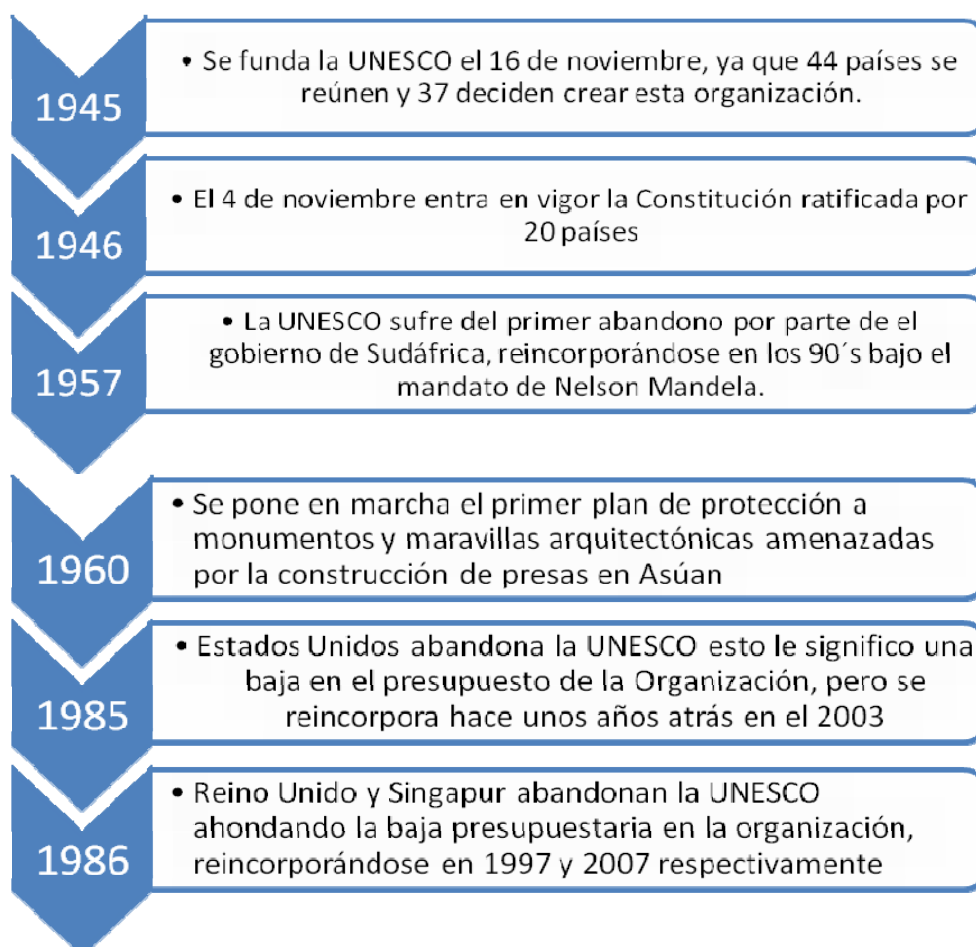 1945
• Se funda la UNESCO el 16 de noviembre, ya que 44 países se
reúnen y 37 deciden crear esta organización.
1946
• El 4 de noviembre entra en vigor la Constitución ratificada por
20 países
1957
• La UNESCO sufre del primer abandono por parte de el
gobierno de Sudáfrica, reincorporándose en los 90´s bajo el
mandato de Nelson Mandela.
1960
• Se pone en marcha el primer plan de protección a
monumentos y maravillas arquitectónicas amenazadas
por la construcción de presas en Asúan
1985
• Estados Unidos abandona la UNESCO esto le significo una
baja en el presupuesto de la Organización, pero se
reincorpora hace unos años atrás en el 2003
1986
• Reino Unido y Singapur abandonan la UNESCO
ahondando la baja presupuestaria en la organización,
reincorporándose en 1997 y 2007 respectivamente